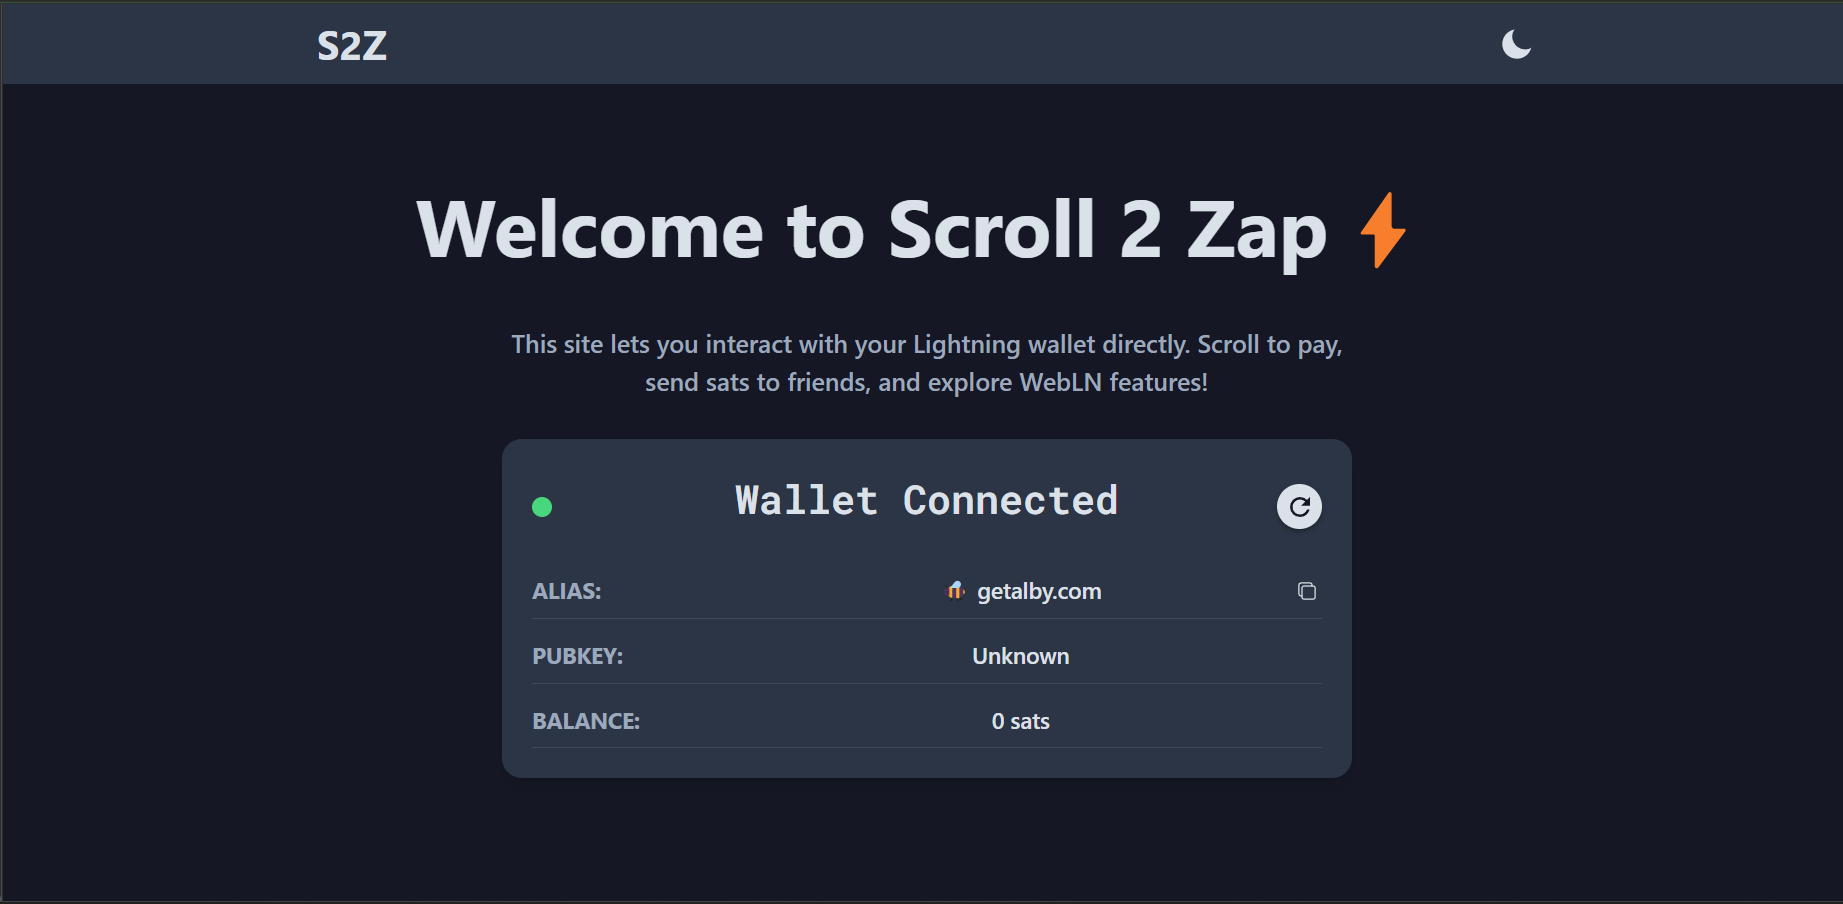 S2Z
Welcome to Scroll 2 Zap
This site lets you interact with your Lightning wallet directly. Scroll to pay,
send sats to friends, and explore WebLN features!
Wallet Connected
ALIAS: 🐝 getalby.com
PUBKEY: Unknown
BALANCE: 0 sats